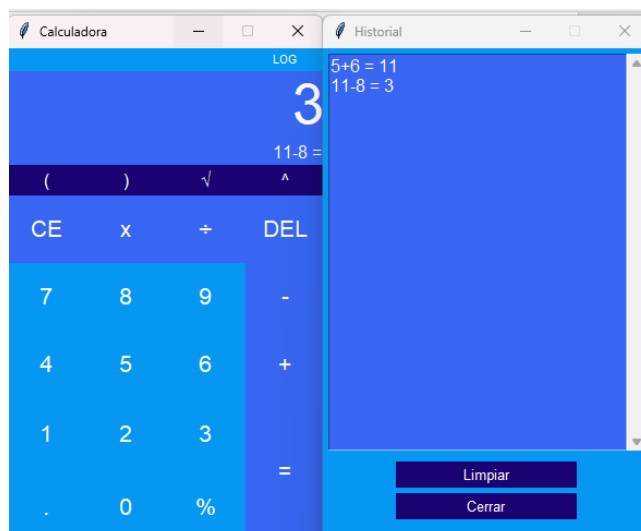 Calculadora
LOG
3
11-8 =
( ) √ ^
CE x ÷ DEL
7 8 9 -
4 5 6 +
1 2 3
=
. 0 %
Historial
5+6 = 11
11-8 = 3
Limpiar
Cerrar